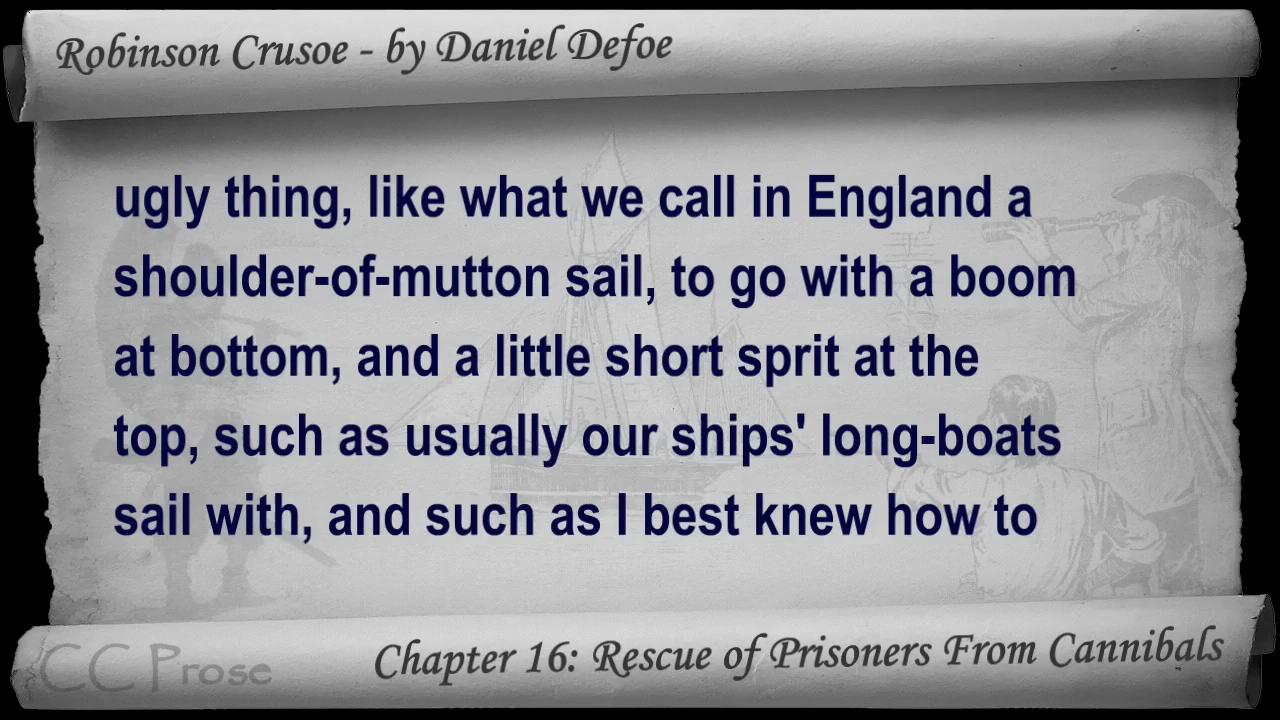 Robinson Crusoe - by Daniel Defoe
ugly thing, like what we call in England a
shoulder-of-mutton sail, to go with a boom
at bottom, and a little short sprit at the
top, such as usually our ships' long-boats
sail with, and such as I best knew how to
CC Prose
Chapter 16: Rescue of Prisoners From Cannibals